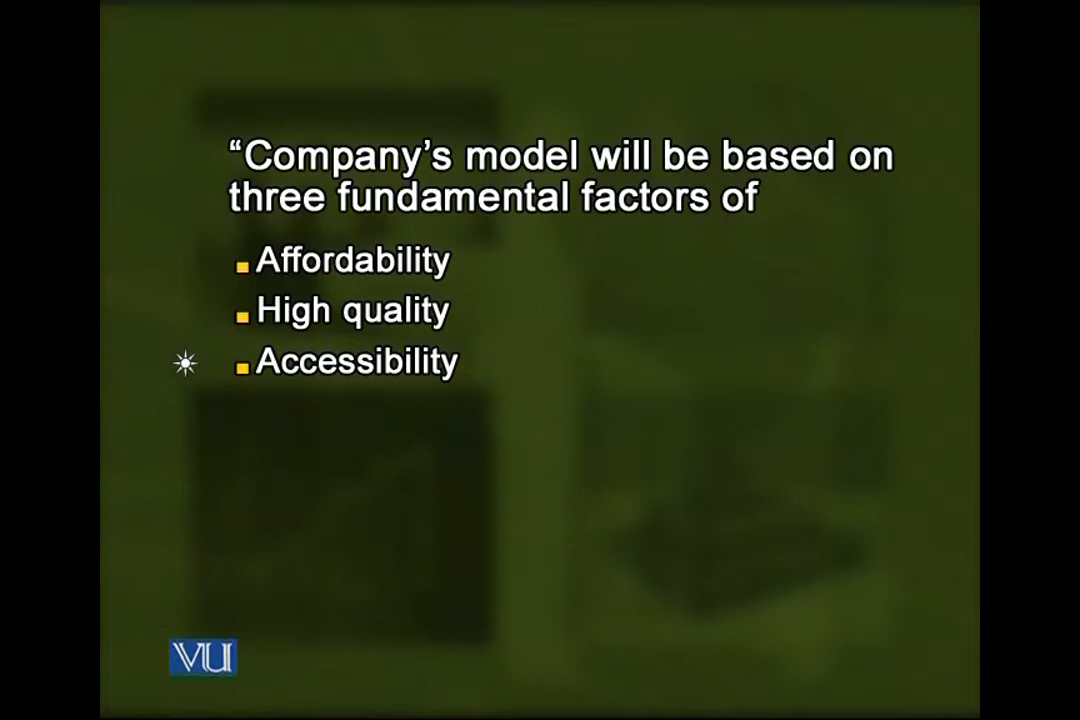 “Company’s model will be based on
three fundamental factors of
Affordability
High quality
Accessibility
VU